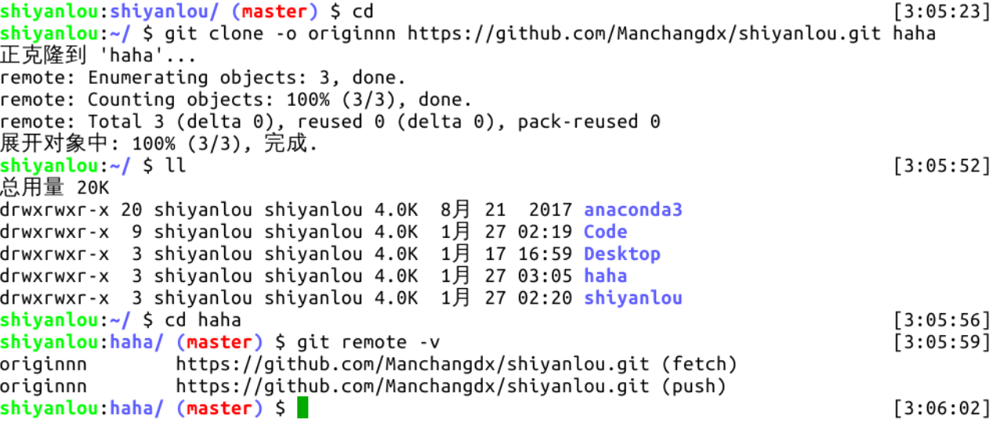 shiyanlou:shiyanlou/ (master) $ cd [3:05:23]
shiyanlou:~/ $ git clone -o originnn https://github.com/Manchangdx/shiyanlou.git haha
正克隆到 'haha'...
remote: Enumerating objects: 3, done.
remote: Counting objects: 100% (3/3), done.
remote: Total 3 (delta 0), reused 0 (delta 0), pack-reused 0
展开对象中: 100% (3/3), 完成.
shiyanlou:~/ $ ll [3:05:52]
总用量 20K
drwxrwxr-x 20 shiyanlou shiyanlou 4.0K  8月 21  2017 anaconda3
drwxrwxr-x  9 shiyanlou shiyanlou 4.0K  1月 27 02:19 Code
drwxrwxr-x  3 shiyanlou shiyanlou 4.0K  1月 17 16:59 Desktop
drwxrwxr-x  3 shiyanlou shiyanlou 4.0K  1月 27 03:05 haha
drwxrwxr-x  3 shiyanlou shiyanlou 4.0K  1月 27 02:20 shiyanlou
shiyanlou:~/ $ cd haha [3:05:56]
shiyanlou:haha/ (master) $ git remote -v [3:05:59]
originnn        https://github.com/Manchangdx/shiyanlou.git (fetch)
originnn        https://github.com/Manchangdx/shiyanlou.git (push)
shiyanlou:haha/ (master) $ [3:06:02]